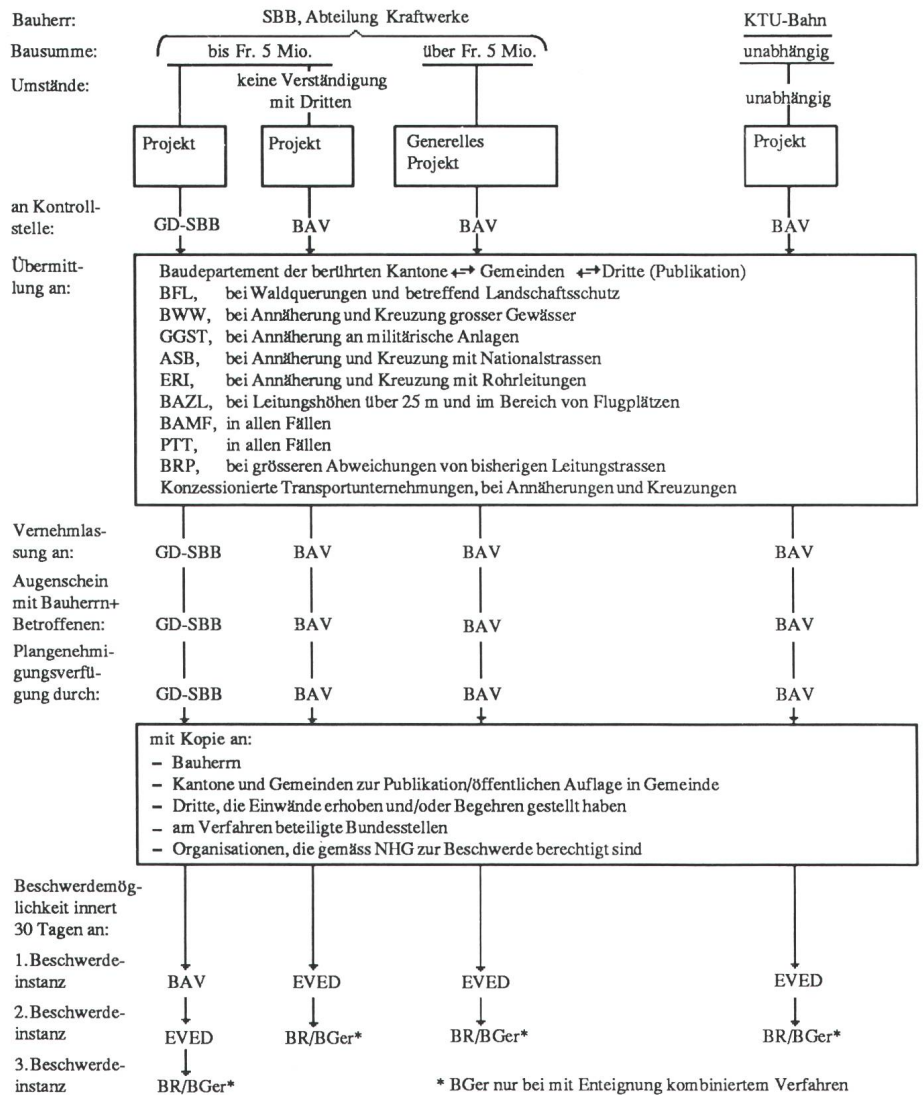 Bauherr: SBB, Abteilung Kraftwerke KTU-Bahn
Bausumme: bis Fr. 5 Mio. über Fr. 5 Mio. unabhängig
Umstände: keine Verständigung
mit Dritten unabhängig
Projekt Projekt Generelles Projekt
Projekt
an Kontroll-
stelle: GD-SBB BAV BAV BAV
Übermitt-
lung an:
Baudepartement der berührten Kantone ↔ Gemeinden ↔ Dritte (Publikation)
BFL, bei Waldquerungen und betreffend Landschaftsschutz
BWW, bei Annäherung und Kreuzung grosser Gewässer
GGST, bei Annäherung an militärische Anlagen
ASB, bei Annäherung und Kreuzung mit Nationalstrassen
ERI, bei Annäherung und Kreuzung mit Rohrleitungen
BAZL, bei Leitungshöhen über 25 m und im Bereich von Flugplätzen
BAMF, in allen Fällen
PTT, in allen Fällen
BRP, bei grösseren Abweichungen von bisherigen Leitungstrassen
Konzessionierte Transportunternehmungen, bei Annäherungen und Kreuzungen
Vernehmlas-
sung an: GD-SBB BAV BAV BAV
Augenschein
mit Bauherrn+
Betroffenen: GD-SBB BAV BAV BAV
Plangenehmi-
gungsverfü-
gung durch: GD-SBB BAV BAV BAV
mit Kopie an:
– Bauherrn
– Kantone und Gemeinden zur Publikation/öffentlichen Auflage in Gemeinde
– Dritte, die Einwände erhoben und/oder Begehren gestellt haben
– am Verfahren beteiligte Bundesstellen
– Organisationen, die gemäss NHG zur Beschwerde berechtigt sind
Beschwerdemög-
lichkeit innert
30 Tagen an:
1.Beschwerde-
instanz BAV EVED EVED EVED
2.Beschwerde-
instanz EVED BR/BGer* BR/BGer* BR/BGer*
3.Beschwerde-
instanz BR/BGer* * BGer nur bei mit Enteignung kombiniertem Verfahren